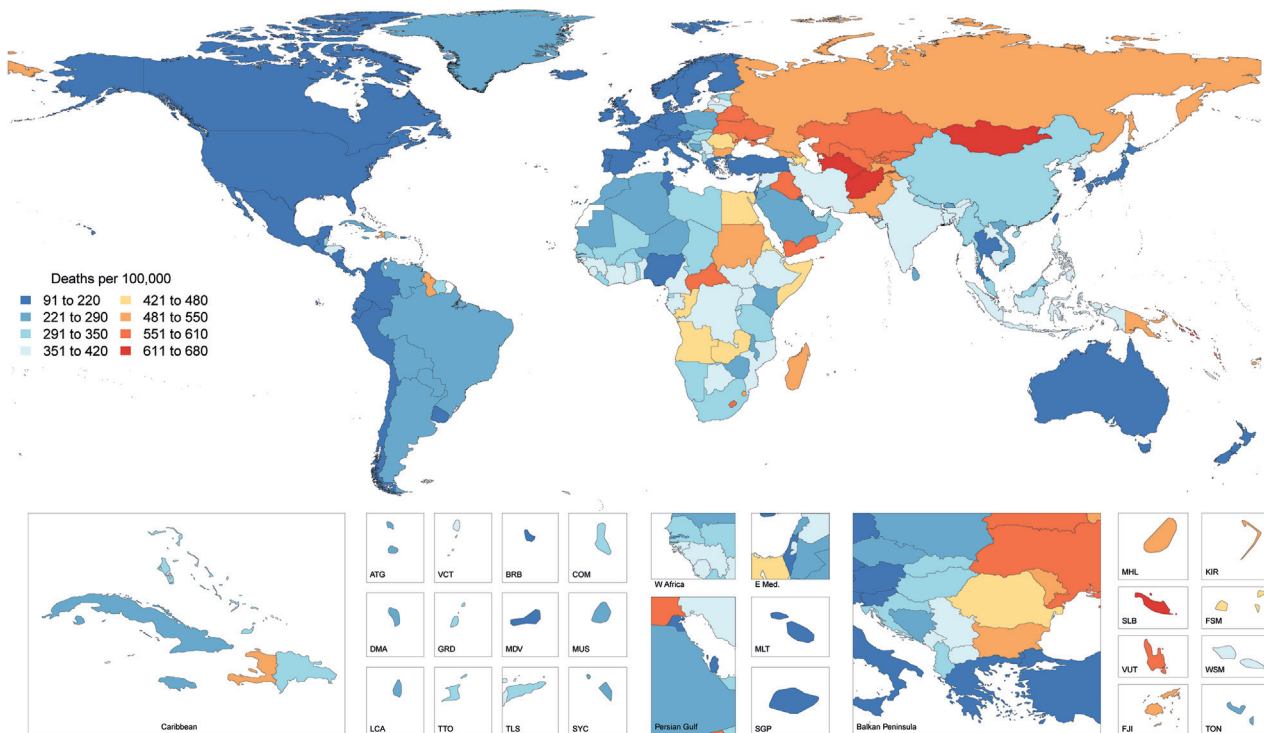 Deaths per 100,000
91 to 220
421 to 480
221 to 290
481 to 550
291 to 350
551 to 610
351 to 420
611 to 680
Caribbean
ATG
VCT
BRB
COM
DMA
GRD
MDV
MUS
LCA
TTO
TLS
SYC
W Africa
E Med.
Persian Gulf
MLT
SGP
Balkan Peninsula
MHL
KIR
SLB
FSM
VUT
WSM
FJI
TON